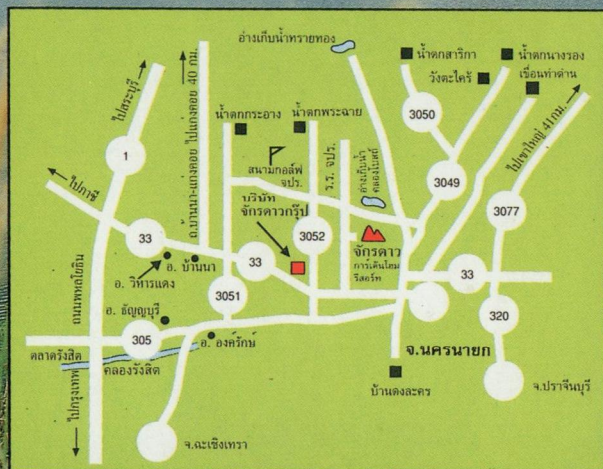 อ่างเก็บน้ำทรายทอง
น้ำตกสาริกา
น้ำตกนางรอง
วังตะไคร้
เขื่อนท่าด่าน
ไปสระบุรี
ถ.บ้านนา-แก่งคอย ไปแก่งคอย 40 กม.
น้ำตกกระอาง
น้ำตกพระฉาย
3050
ไปเขาใหญ่ 41 กม.
1
สนามกอล์ฟ
จปร.
ร.ร. จปร.
อ่างเก็บน้ำ
คลองโบสถ์
3049
3077
ไปภาชี
บริษัท
จักรดาวกรุ๊ป
3052
33
33
จักรดาว
การ์เด้นโฮม
รีสอร์ท
33
อ. บ้านนา
อ. วิหารแดง
3051
ถนนพหลโยธิน
อ. ธัญญบุรี
320
305
อ. องครักษ์
จ.นครนายก
ตลาดรังสิต
คลองรังสิต
ไปกรุงเทพ
บ้านดงละคร
จ.ปราจีนบุรี
จ.ฉะเชิงเทรา